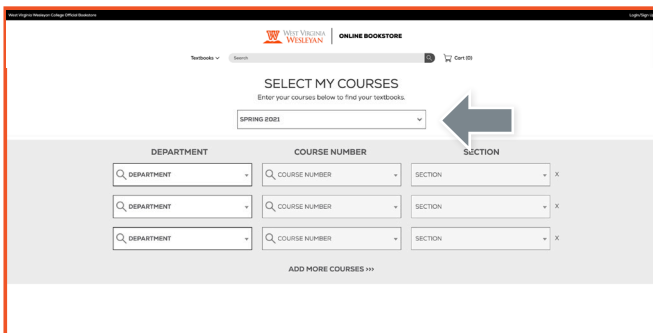 West Virginia Wesleyan College Official Bookstore
Login/Sign up
West Virginia
Wesleyan
ONLINE BOOKSTORE
Textbooks
Search
Cart (0)
SELECT MY COURSES
Enter your courses below to find your textbooks.
SPRING 2021
DEPARTMENT COURSE NUMBER SECTION
DEPARTMENT COURSE NUMBER SECTION X
DEPARTMENT COURSE NUMBER SECTION X
DEPARTMENT COURSE NUMBER SECTION X
ADD MORE COURSES >>>